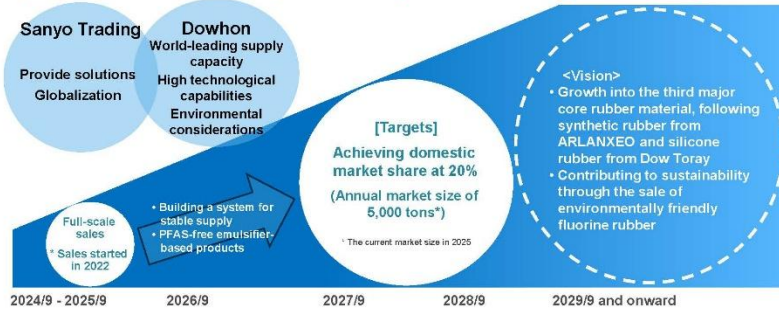 Sanyo Trading
Provide solutions
Globalization
Dowhon
World-leading supply
capacity
High technological
capabilities
Environmental
considerations
Full-scale
sales
* Sales started
in 2022
• Building a system for
stable supply
• PFAS-free emulsifier-
based products
[Targets]
Achieving domestic
market share at 20%
(Annual market size of
5,000 tons*)
* The current market size in 2025
<Vision>
• Growth into the third major
core rubber material, following
synthetic rubber from
ARLANXEO and silicone
rubber from Dow Toray
• Contributing to sustainability
through the sale of
environmentally friendly
fluorine rubber
2024/9 - 2025/9
2026/9
2027/9
2028/9
2029/9 and onward